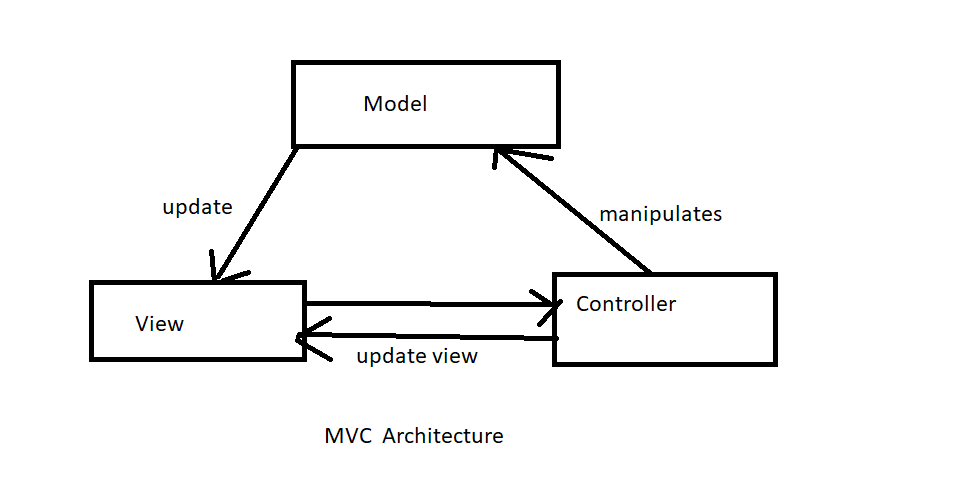 Model
update
manipulates
View
Controller
update view
MVC Architecture